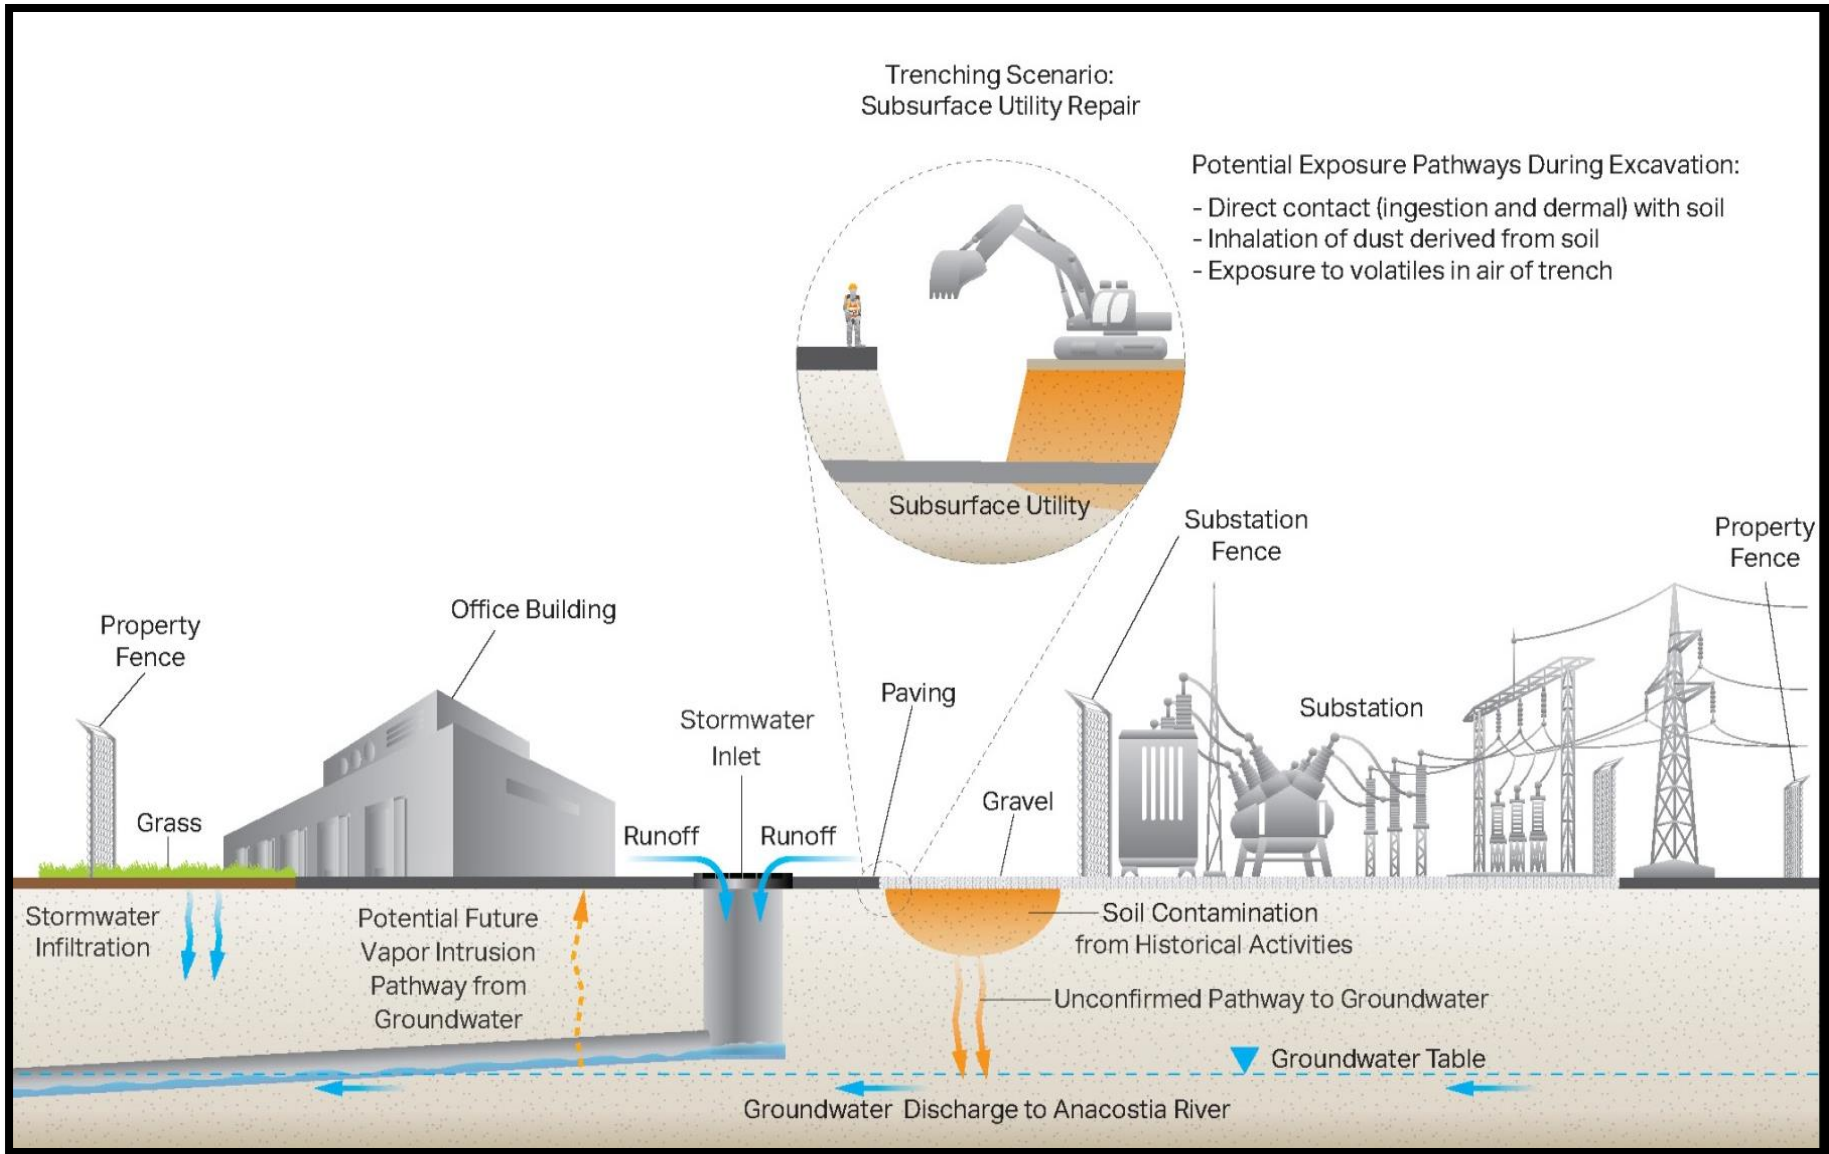 Trenching Scenario:
Subsurface Utility Repair
Potential Exposure Pathways During Excavation:
- Direct contact (ingestion and dermal) with soil
- Inhalation of dust derived from soil
- Exposure to volatiles in air of trench
Subsurface Utility
Substation
Fence
Property
Fence
Property
Fence
Office Building
Paving
Stormwater
Inlet
Substation
Grass
Gravel
Runoff
Runoff
Stormwater
Infiltration
Potential Future
Vapor Intrusion
Pathway from
Groundwater
Soil Contamination
from Historical Activities
Unconfirmed Pathway to Groundwater
Groundwater Table
Groundwater Discharge to Anacostia River